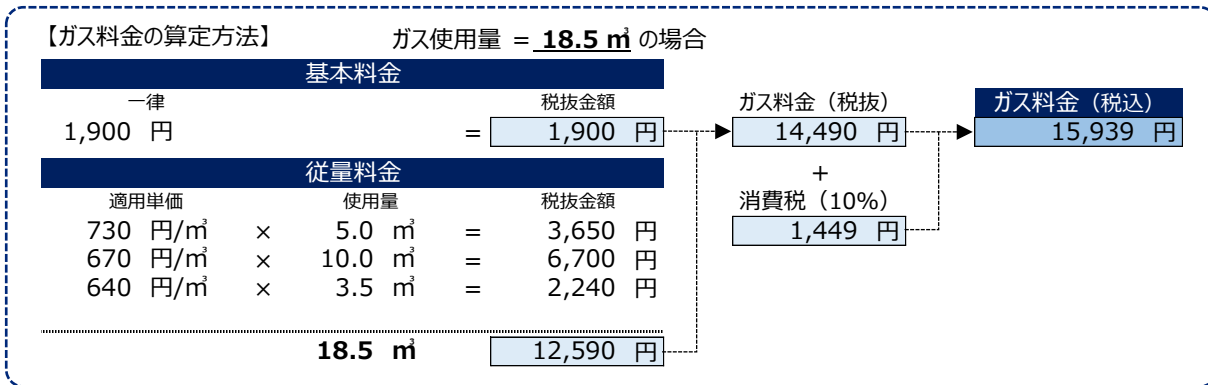 【ガス料金の算定方法】 ガス使用量 = 18.5 ㎥ の場合
基本料金
一律 税抜金額
1,900 円 = 1,900 円
従量料金
適用単価 使用量 税抜金額
730 円/㎥ × 5.0 ㎥ = 3,650 円
670 円/㎥ × 10.0 ㎥ = 6,700 円
640 円/㎥ × 3.5 ㎥ = 2,240 円
18.5 ㎥ 12,590 円
ガス料金（税抜）
14,490 円
+
消費税（10%）
1,449 円
ガス料金（税込）
15,939 円